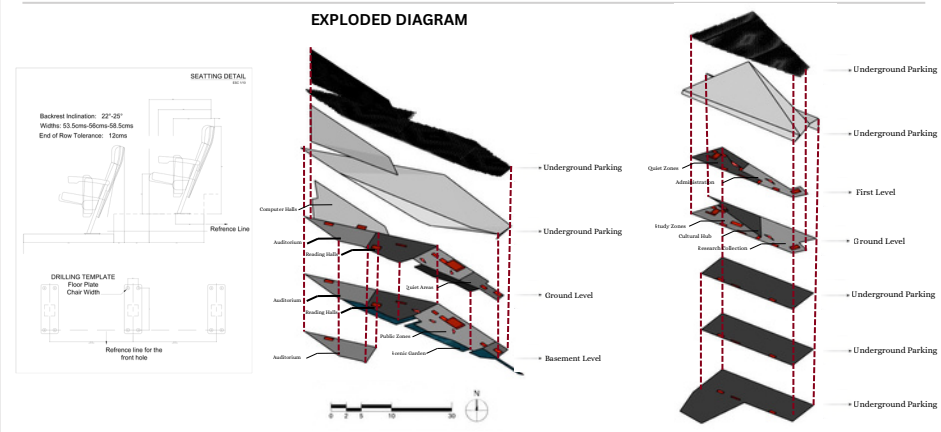 EXPLODED DIAGRAM
SEATTING DETAIL
Backrest Inclination: 22°-25°
Widths: 53.5cms-56cms-58.5cms
End of Row Tolerance: 12cms
Refrence Line
DRILLING TEMPLATE
Floor Plate
Chair Width
Refrence line for the
front hole
Underground Parking
Underground Parking
Computer Halls
Auditorium
Reading Halls
Quiet Areas
Ground Level
Auditorium
Reading Halls
Public Zones
Scenic Garden
Auditorium
Basement Level
0 2 5 10 30
N
Underground Parking
Underground Parking
Quiet Zones
Administration
First Level
Study Zones
Cultural Hub
Research Collection
Ground Level
Underground Parking
Underground Parking
Underground Parking